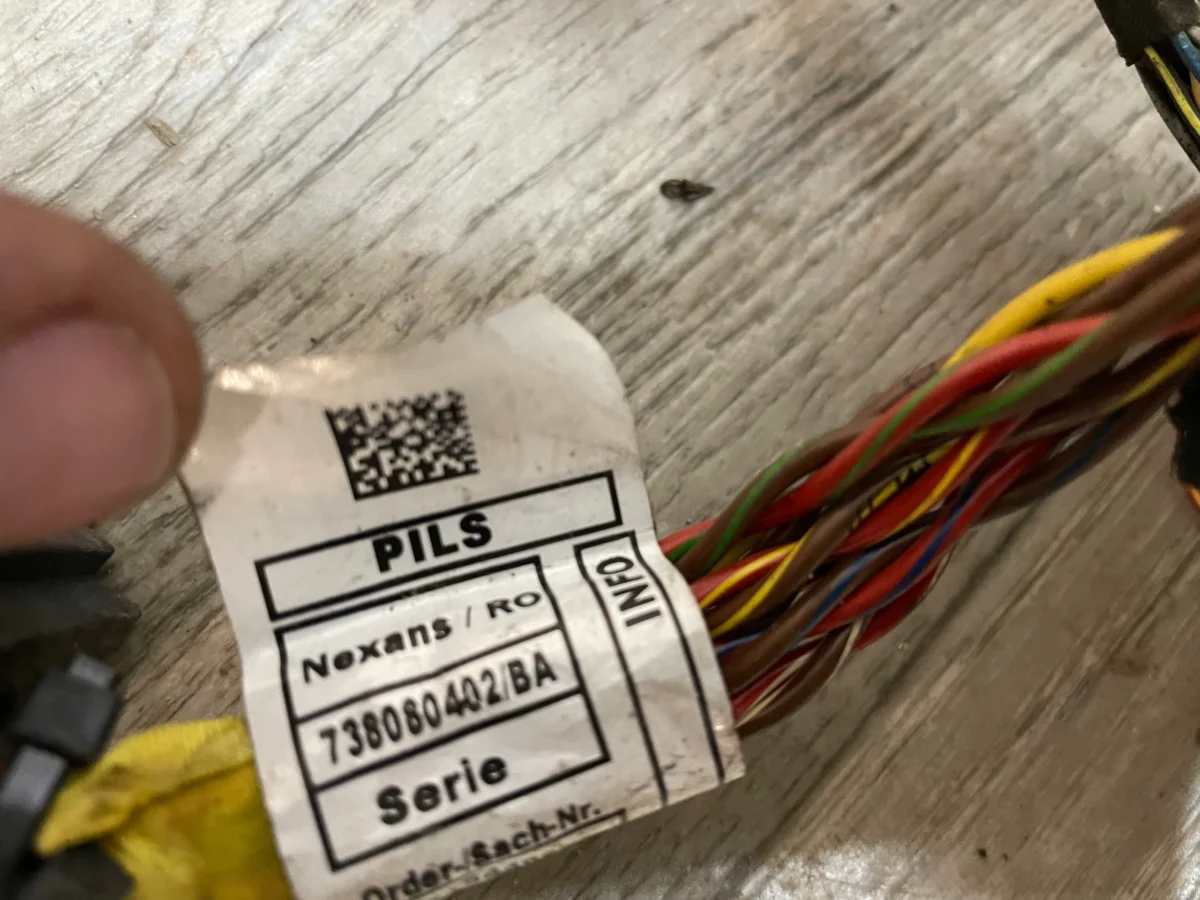 PILS
Nexans / RO
738080402/BA
Serie
Order-/Sach-Nr.
INFO